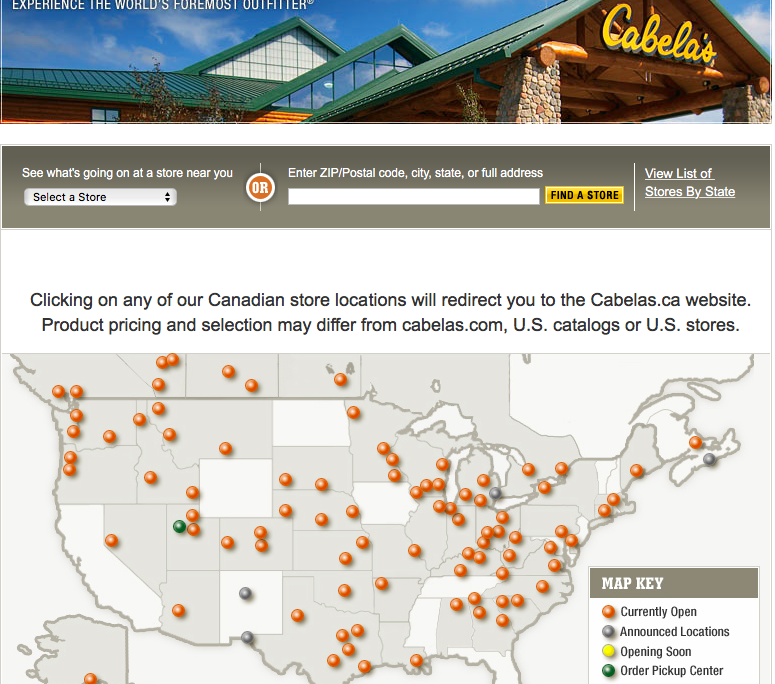 EXPERIENCE THE WORLD'S FOREMOST OUTFITTER®
Cabela's
See what's going on at a store near you
Select a Store
OR
Enter ZIP/Postal code, city, state, or full address
FIND A STORE
View List of
Stores By State
Clicking on any of our Canadian store locations will redirect you to the Cabelas.ca website.
Product pricing and selection may differ from cabelas.com, U.S. catalogs or U.S. stores.
MAP KEY
Currently Open
Announced Locations
Opening Soon
Order Pickup Center